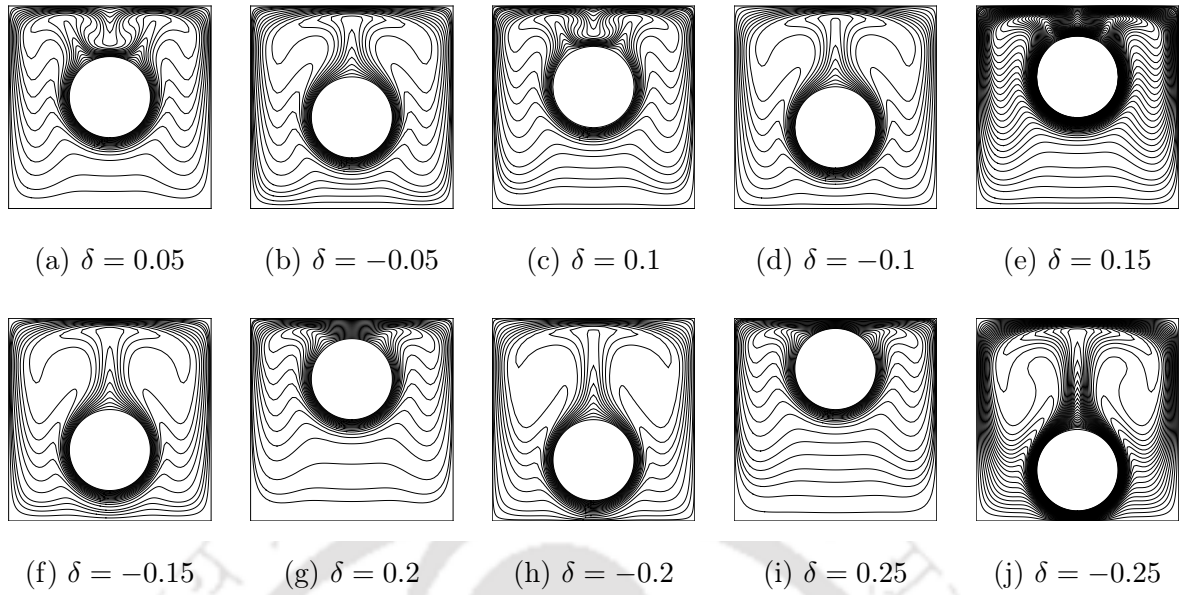 (a) δ = 0.05 (b) δ = −0.05 (c) δ = 0.1 (d) δ = −0.1 (e) δ = 0.15
(f) δ = −0.15 (g) δ = 0.2 (h) δ = −0.2 (i) δ = 0.25 (j) δ = −0.25